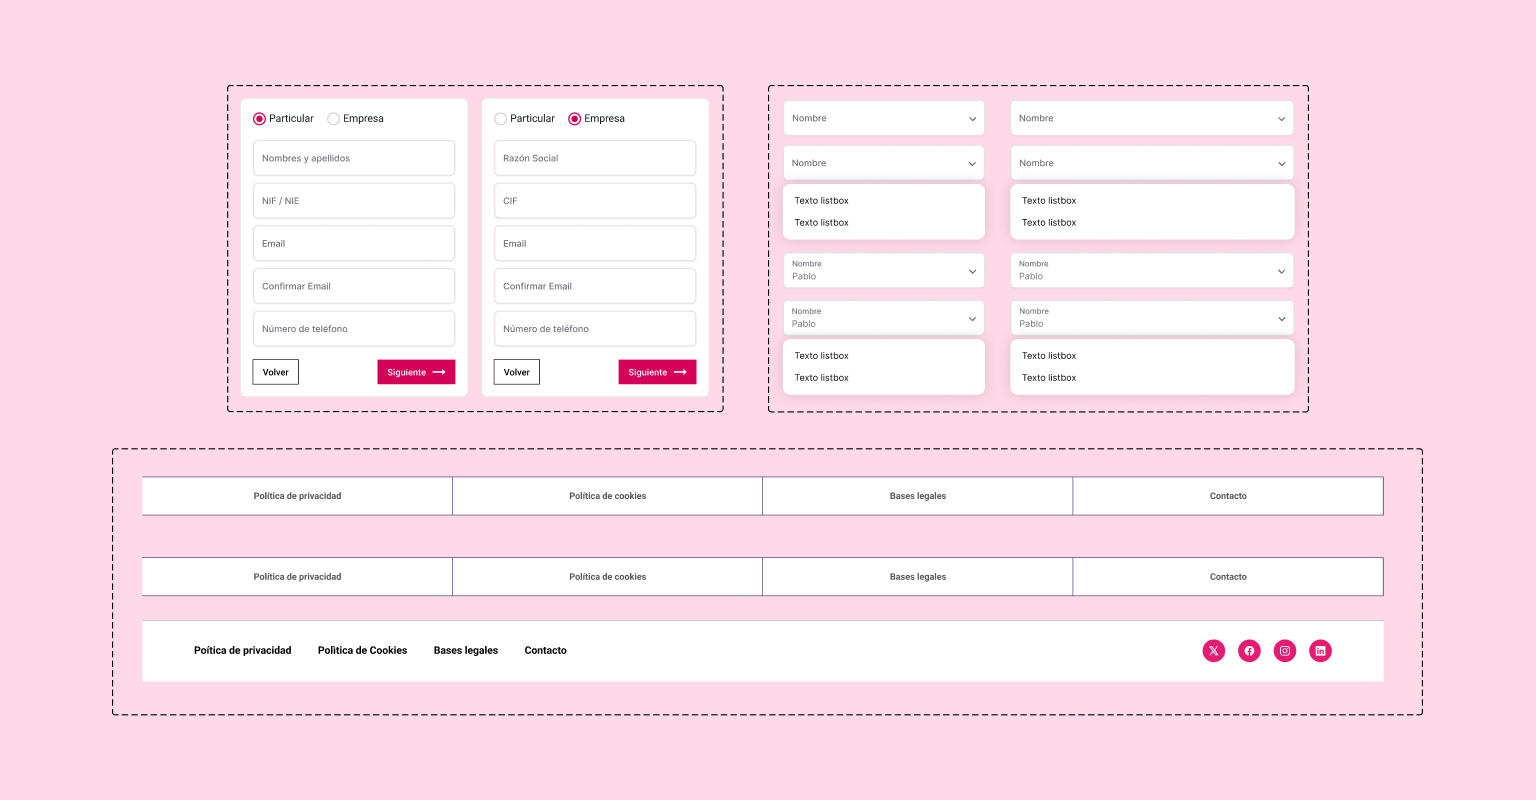 Particular Empresa
Nombres y apellidos
NIF / NIE
Email
Confirmar Email
Número de teléfono
Volver Siguiente
Particular Empresa
Razón Social
CIF
Email
Confirmar Email
Número de teléfono
Volver Siguiente
Nombre
Nombre
Texto listbox
Texto listbox
Nombre
Pablo
Nombre
Pablo
Texto listbox
Texto listbox
Nombre
Nombre
Texto listbox
Texto listbox
Nombre
Pablo
Nombre
Pablo
Texto listbox
Texto listbox
Política de privacidad Política de cookies Bases legales Contacto
Política de privacidad Política de cookies Bases legales Contacto
Poítica de privacidad Polìtica de Cookies Bases legales Contacto